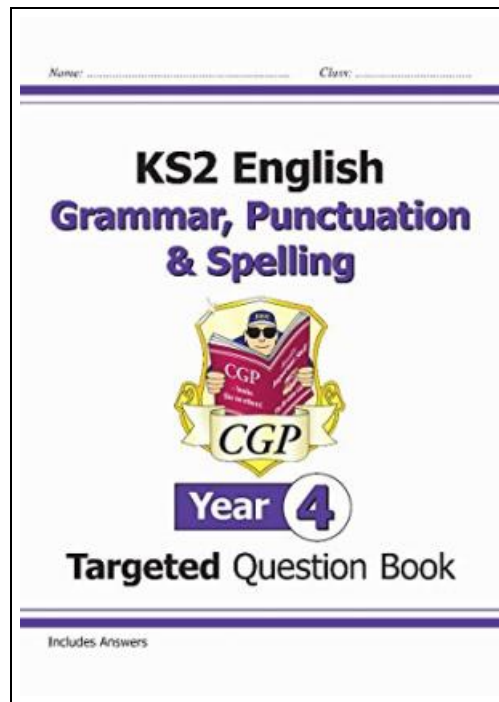 Name: ........................................................ Class: ................................
KS2 English
Grammar, Punctuation
& Spelling
CGP
CGP
Year 4
Targeted Question Book
Includes Answers